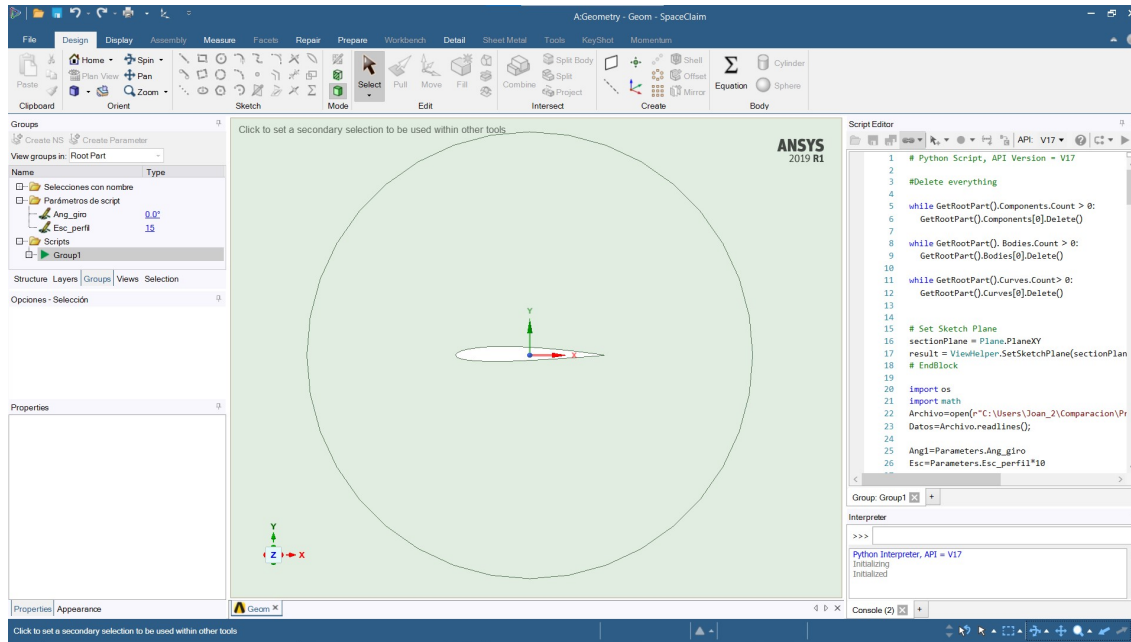 A:Geometry - Geom - SpaceClaim
File Design Display Assembly Measure Facets Repair Prepare Workbench Detail Sheet Metal Tools KeyShot Momentum
Paste
Clipboard
Home Spin
Plan View Pan
Zoom
Orient
Sketch
Mode
Select Pull Move Fill
Edit
Combine
Split Body
Split
Project
Intersect
Shell
Offset
Mirror
Create
Equation
Cylinder
Sphere
Body
Groups
Create NS Create Parameter
View groups in: Root Part
Name Type
Selecciones con nombre
Parámetros de script
Ang_giro 0.0°
Esc_perfil 15
Scripts
Group1
Structure Layers Groups Views Selection
Opciones - Selección
Properties
Properties Appearance
Click to set a secondary selection to be used within other tools
ANSYS
2019 R1
Y
X
Y
Z X
Geom
Script Editor
API: V17
1 # Python Script, API Version = V17
2
3 #Delete everything
4
5 while GetRootPart().Components.Count > 0:
6 GetRootPart().Components[0].Delete()
7
8 while GetRootPart(). Bodies.Count > 0:
9 GetRootPart().Bodies[0].Delete()
10
11 while GetRootPart().Curves.Count> 0:
12 GetRootPart().Curves[0].Delete()
13
14
15 # Set Sketch Plane
16 sectionPlane = Plane.PlaneXY
17 result = ViewHelper.SetSketchPlane(sectionPlan
18 # EndBlock
19
20 import os
21 import math
22 Archivo=open(r"C:\Users\Joan_2\Comparacion\Pr
23 Datos=Archivo.readlines();
24
25 Ang1=Parameters.Ang_giro
26 Esc=Parameters.Esc_perfil*10
Group: Group1 +
Interpreter
>>>
Python Interpreter, API = V17
Initializing
Initialized
Console (2) +
Click to set a secondary selection to be used within other tools